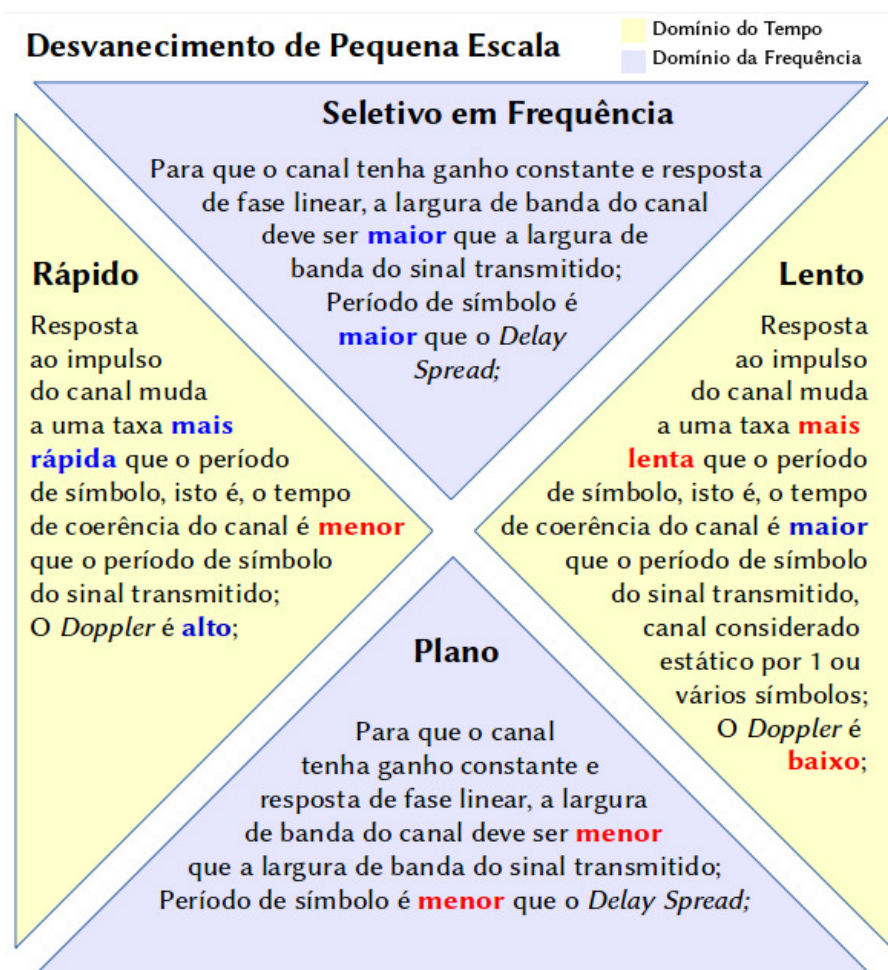 Desvanecimento de Pequena Escala
Domínio do Tempo
Domínio da Frequência
Seletivo em Frequência
Para que o canal tenha ganho constante e resposta
de fase linear, a largura de banda do canal
deve ser maior que a largura de
banda do sinal transmitido;
Período de símbolo é
maior que o Delay
Spread;
Rápido
Resposta
ao impulso
do canal muda
a uma taxa mais
rápida que o período
de símbolo, isto é, o tempo
de coerência do canal é menor
que o período de símbolo
do sinal transmitido;
O Doppler é alto;
Lento
Resposta
ao impulso
do canal muda
a uma taxa mais
lenta que o período
de símbolo, isto é, o tempo
de coerência do canal é maior
que o período de símbolo
do sinal transmitido,
canal considerado
estático por 1 ou
vários símbolos;
O Doppler é
baixo;
Plano
Para que o canal
tenha ganho constante e
resposta de fase linear, a largura
de banda do canal deve ser menor
que a largura de banda do sinal transmitido;
Período de símbolo é menor que o Delay Spread;